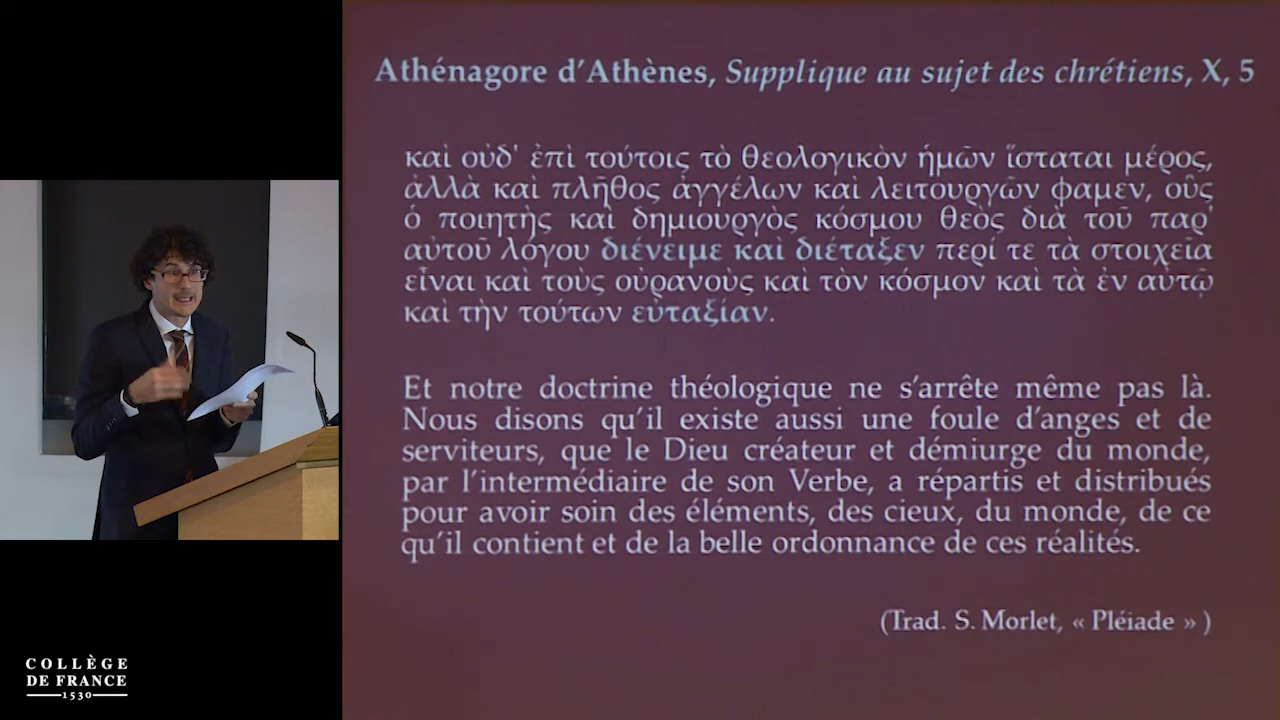 Athénagore d'Athènes, Supplique au sujet des chrétiens, X, 5
καὶ οὐδ' ἐπὶ τούτοις τὸ θεολογικὸν ἡμῶν ἵσταται μέρος,
ἀλλὰ καὶ πλῆθος ἀγγέλων καὶ λειτουργῶν φαμεν, οὓς
ὁ ποιητὴς καὶ δημιουργὸς κόσμου θεὸς διὰ τοῦ παρ'
αὐτοῦ λόγου διένειμε καὶ διέταξεν περί τε τὰ στοιχεῖα
εἶναι καὶ τοὺς οὐρανοὺς καὶ τὸν κόσμον καὶ τὰ ἐν αὐτῷ
καὶ τὴν τούτων εὐταξίαν.
Et notre doctrine théologique ne s'arrête même pas là.
Nous disons qu'il existe aussi une foule d'anges et de
serviteurs, que le Dieu créateur et démiurge du monde,
par l'intermédiaire de son Verbe, a répartis et distribués
pour avoir soin des éléments, des cieux, du monde, de ce
qu'il contient et de la belle ordonnance de ces réalités.
(Trad. S. Morlet, « Pléiade » )
COLLÈGE
DE FRANCE
1530